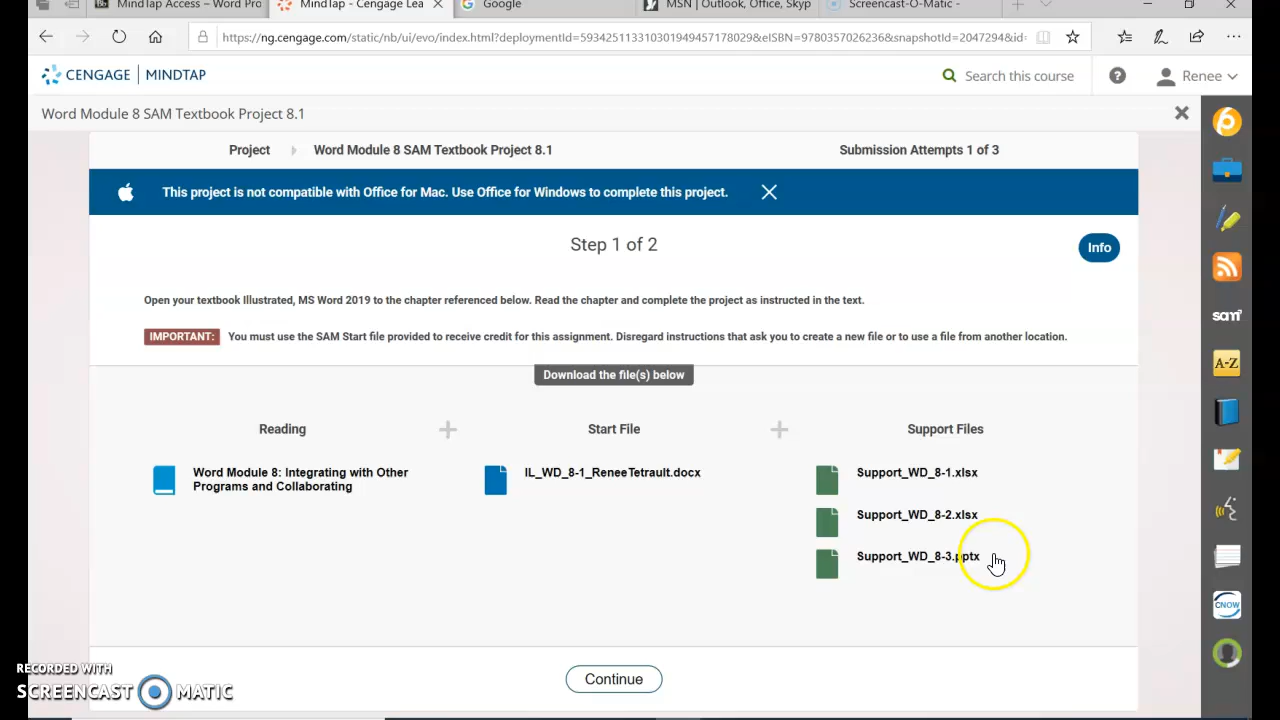 MindTap Access – Word Pro
MindTap - Cengage Lea
Google
MSN | Outlook, Office, Skyp
Screencast-O-Matic -
https://ng.cengage.com/static/nb/ui/evo/index.html?deploymentId=59342511331030194945717802​9&eISBN=9780357026236&snapshotId=2047294&id=
CENGAGE | MINDTAP
Search this course
?
Renee
Word Module 8 SAM Textbook Project 8.1
Project
Word Module 8 SAM Textbook Project 8.1
Submission Attempts 1 of 3
This project is not compatible with Office for Mac. Use Office for Windows to complete this project.
Step 1 of 2
Info
Open your textbook Illustrated, MS Word 2019 to the chapter referenced below. Read the chapter and complete the project as instructed in the text.
IMPORTANT: You must use the SAM Start file provided to receive credit for this assignment. Disregard instructions that ask you to create a new file or to use a file from another location.
sam
Download the file(s) below
A-Z
Reading
Start File
Support Files
Word Module 8: Integrating with Other
Programs and Collaborating
IL_WD_8-1_ReneeTetrault.docx
Support_WD_8-1.xlsx
Support_WD_8-2.xlsx
Support_WD_8-3.pptx
CNOW
Continue
RECORDED WITH
SCREENCAST MATIC